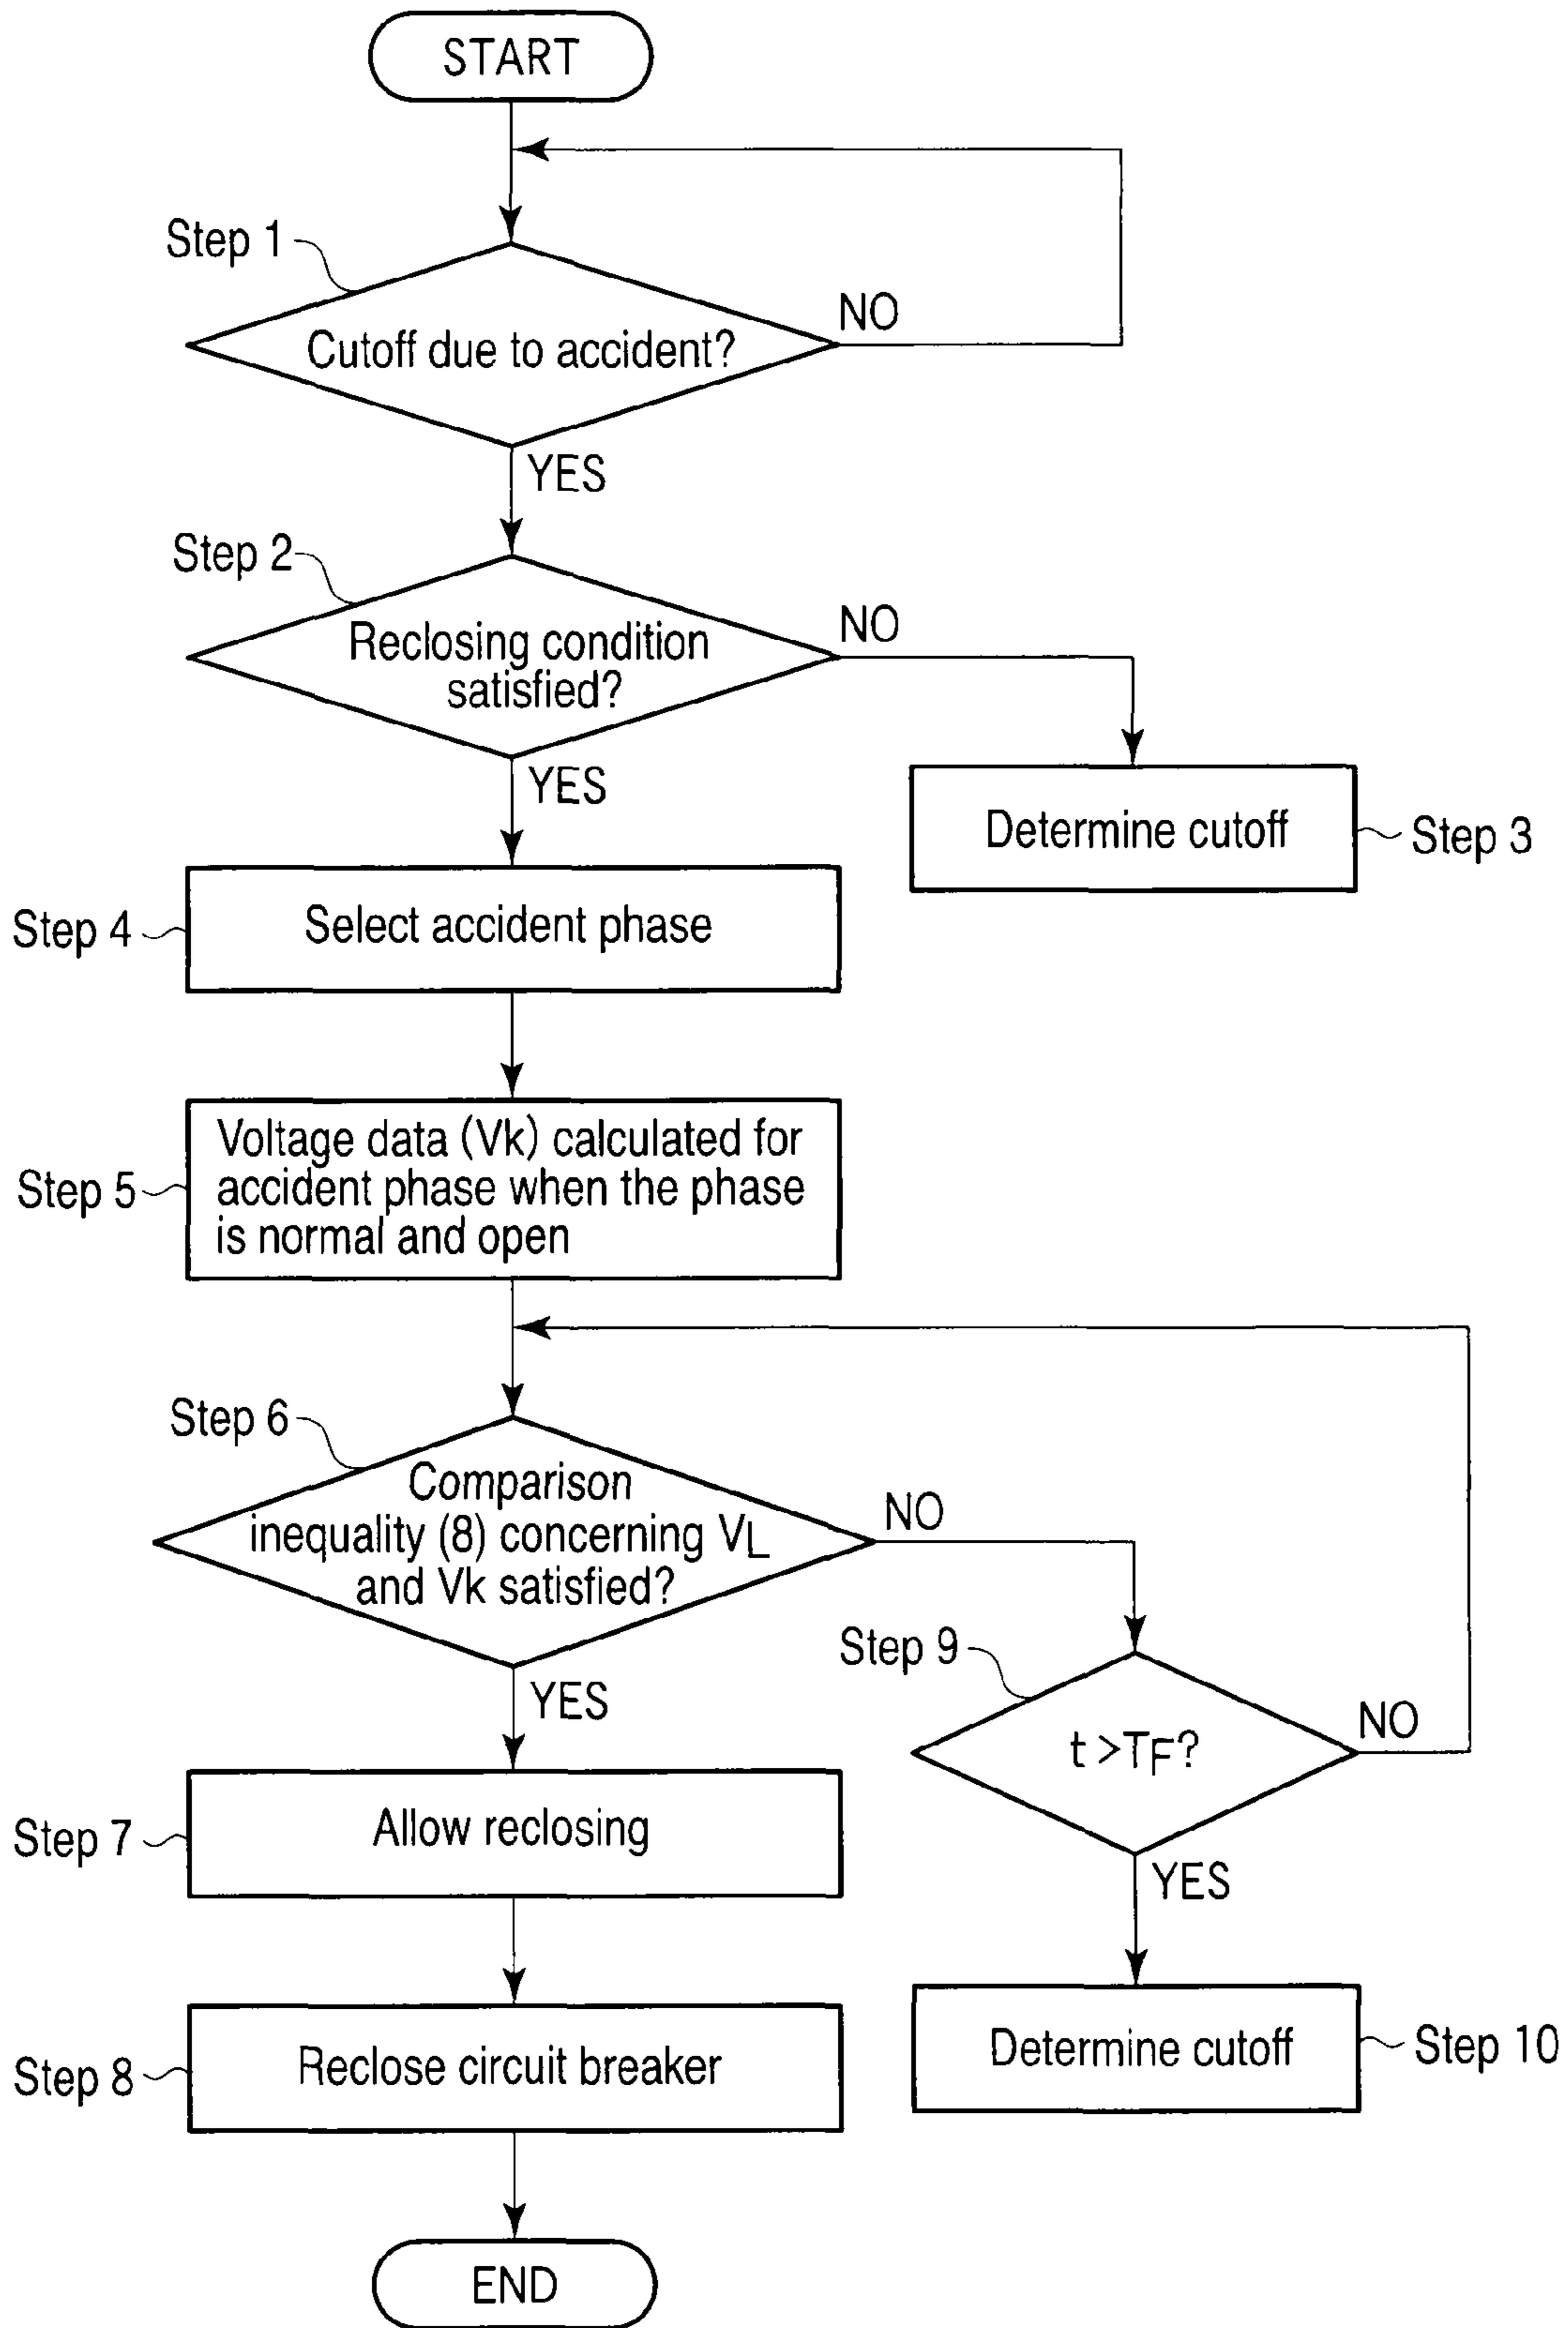 START
Step 1
Cutoff due to accident?
NO
YES
Step 2
Reclosing condition
satisfied?
NO
YES
Determine cutoff
Step 3
Step 4
Select accident phase
Step 5
Voltage data (Vk) calculated for
accident phase when the phase
is normal and open
Step 6
Comparison
inequality (8) concerning VL
and Vk satisfied?
NO
YES
Step 9
t > TF?
NO
YES
Step 7
Allow reclosing
Step 8
Reclose circuit breaker
Determine cutoff
Step 10
END